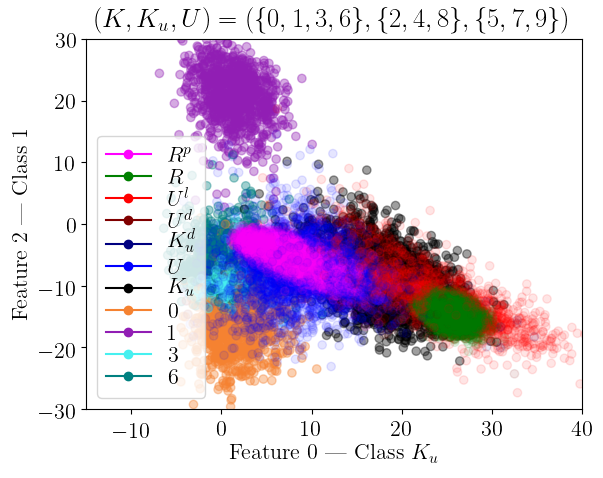 (K, K_u, U) = ({0, 1, 3, 6}, {2, 4, 8}, {5, 7, 9})
30
20
10
0
−10
−20
−30
Feature 2 — Class 1
R^p
R
U^l
U^d
K_u^d
U
K_u
0
1
3
6
−10 0 10 20 30 40
Feature 0 — Class K_u